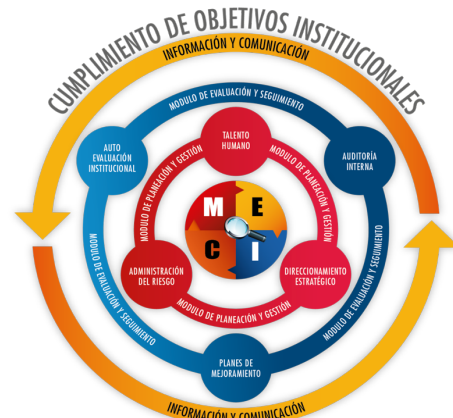 CUMPLIMIENTO DE OBJETIVOS INSTITUCIONALES
INFORMACIÓN Y COMUNICACIÓN
MODULO DE EVALUACIÓN Y SEGUIMIENTO
AUTO
EVALUACIÓN
INSTITUCIONAL
TALENTO
HUMANO
AUDITORÍA
INTERNA
MODULO DE PLANEACIÓN Y GESTIÓN
MODULO DE PLANEACIÓN Y GESTIÓN
M E
C I
ADMINISTRACIÓN
DEL RIESGO
DIRECCIONAMIENTO
ESTRATÉGICO
MODULO DE PLANEACIÓN Y GESTIÓN
MODULO DE EVALUACIÓN Y SEGUIMIENTO
MODULO DE EVALUACIÓN Y SEGUIMIENTO
PLANES DE
MEJORAMIENTO
INFORMACIÓN Y COMUNICACIÓN